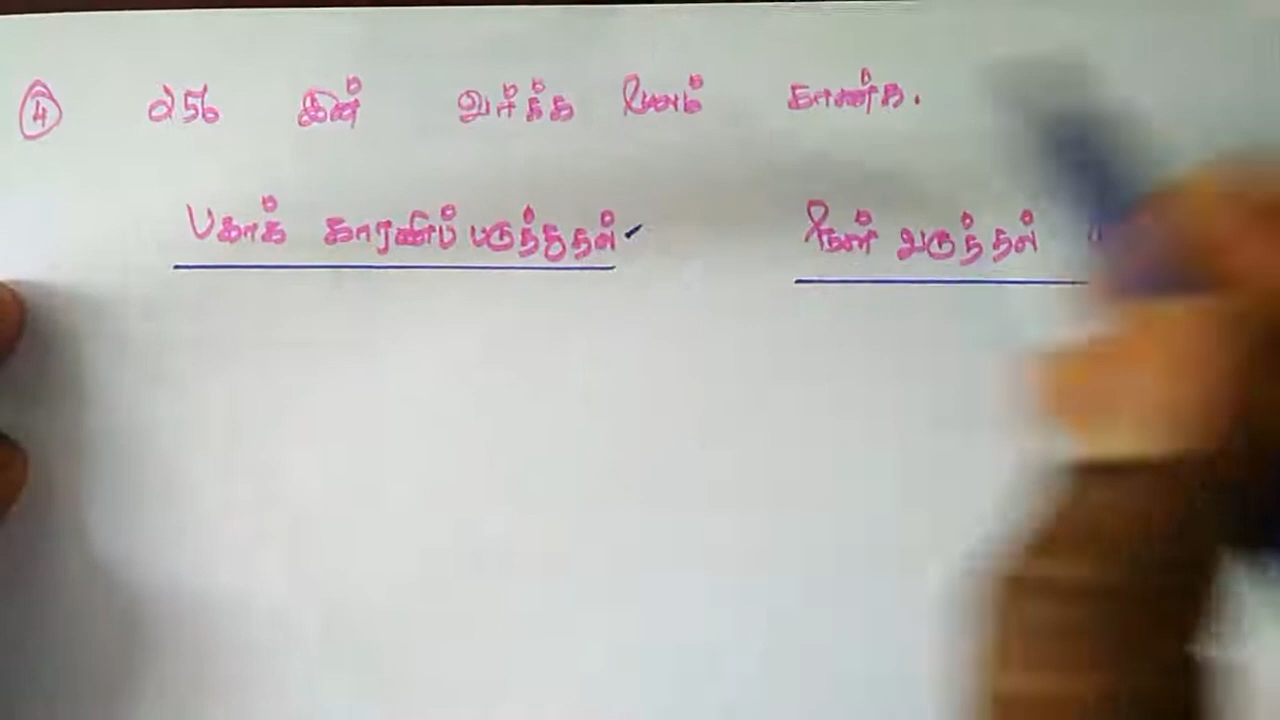 ④ 256 இன் வர்க்க மூலம் காண்க.
பகாக் காரணிப் படுத்துதல் நீள் வகுத்தல்